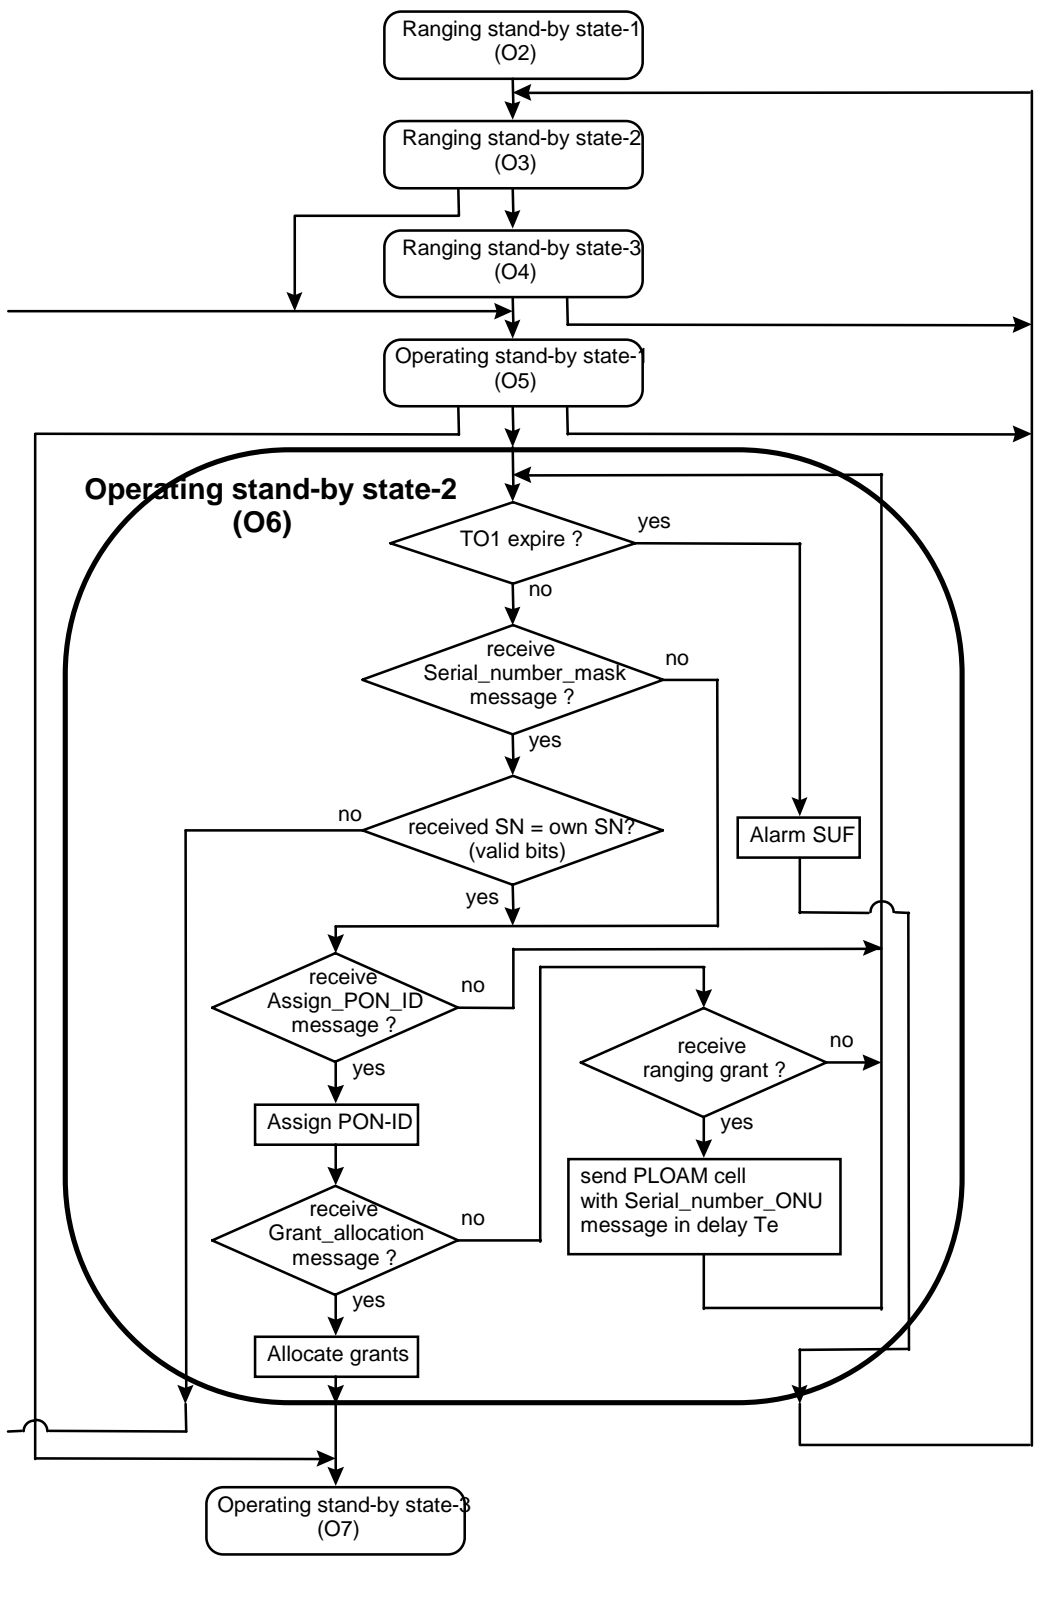 Ranging stand-by state-1
(O2)
Ranging stand-by state-2
(O3)
Ranging stand-by state-3
(O4)
Operating stand-by state-1
(O5)
Operating stand-by state-2
(O6)
TO1 expire ?
yes
no
receive
Serial_number_mask
message ?
no
yes
received SN = own SN?
(valid bits)
no
yes
Alarm SUF
receive
Assign_PON_ID
message ?
no
yes
receive
ranging grant ?
no
yes
Assign PON-ID
send PLOAM cell
with Serial_number_ONU
message in delay Te
receive
Grant_allocation
message ?
no
yes
Allocate grants
Operating stand-by state-3
(O7)